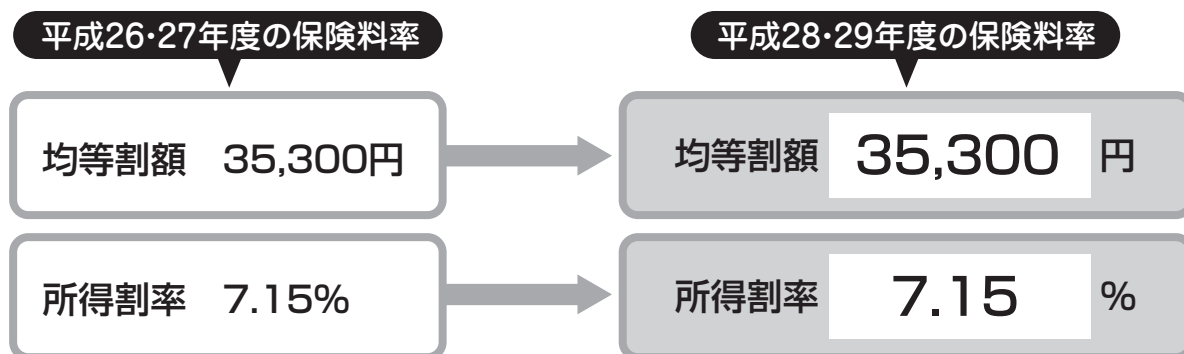 平成26・27年度の保険料率
平成28・29年度の保険料率
均等割額 35,300円
均等割額 35,300 円
所得割率 7.15%
所得割率 7.15 %